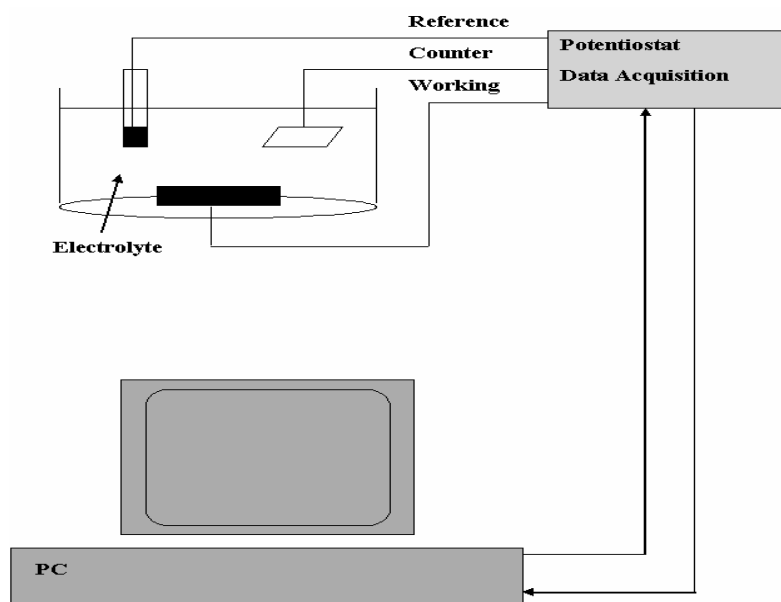 Reference
Counter
Working
Potentiostat
Data Acquisition
Electrolyte
PC